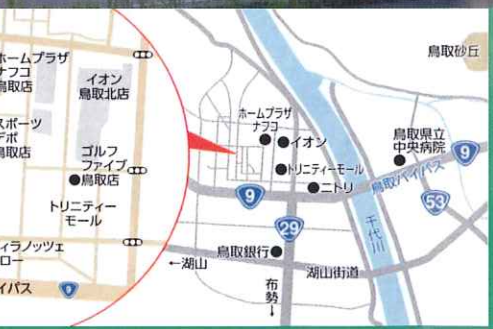 ホームプラザ
ナフコ
鳥取店
イオン
鳥取北店
スポーツ
デポ
鳥取店
ゴルフ
ファイブ
鳥取店
トリニティー
モール
ィラノッツェ
ロー
イパス
9
鳥取砂丘
ホームプラザ
ナフコ
イオン
トリニティーモール
ニトリ
鳥取県立
中央病院
9
鳥取バイパス
53
9
29
千代川
鳥取銀行
←湖山
湖山街道
布勢↓